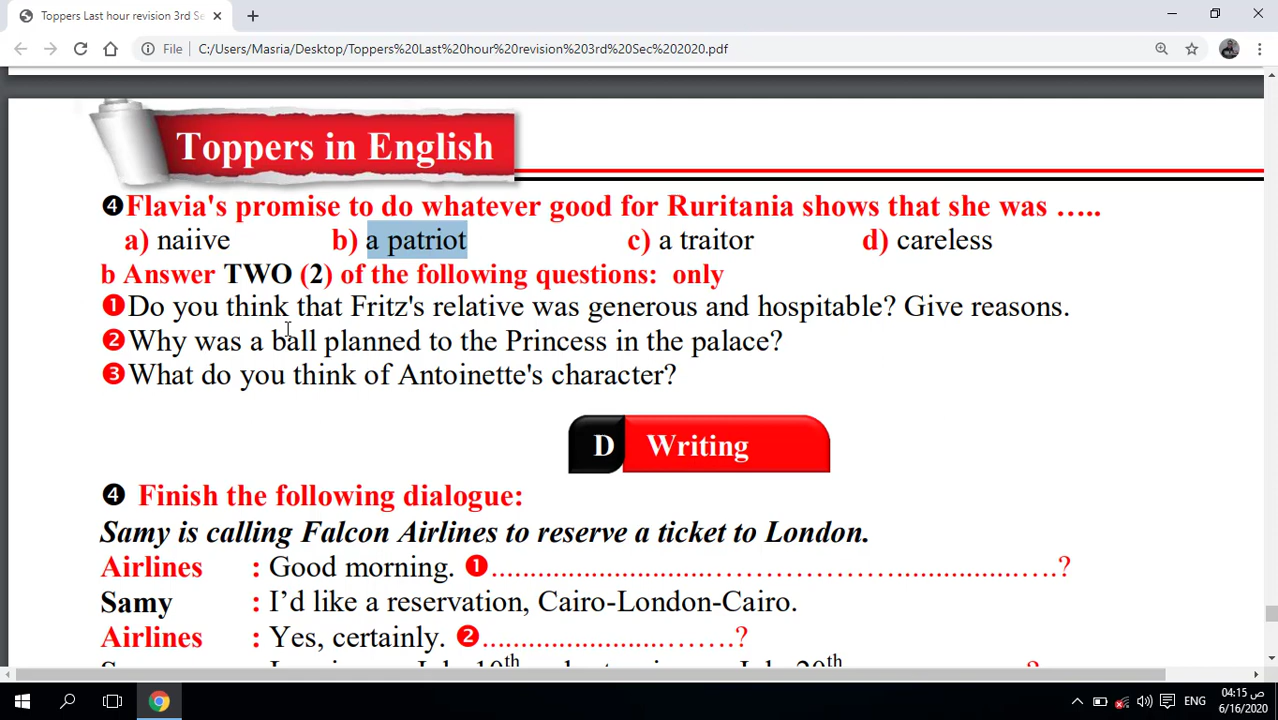 Toppers Last hour revision 3rd Se
File
C:/Users/Masria/Desktop/Toppers%20Last%20hour%20revision%203rd%20Sec%202020.pdf
Toppers in English
❹Flavia's promise to do whatever good for Ruritania shows that she was …..
a) naiive b) a patriot c) a traitor d) careless
b Answer TWO (2) of the following questions: only
❶Do you think that Fritz's relative was generous and hospitable? Give reasons.
❷Why was a ball planned to the Princess in the palace?
❸What do you think of Antoinette's character?
D Writing
❹ Finish the following dialogue:
Samy is calling Falcon Airlines to reserve a ticket to London.
Airlines : Good morning. ❶........................…………………...............….?
Samy : I’d like a reservation, Cairo-London-Cairo.
Airlines : Yes, certainly. ❷.......................…….?
ENG
04:15 ص
6/16/2020